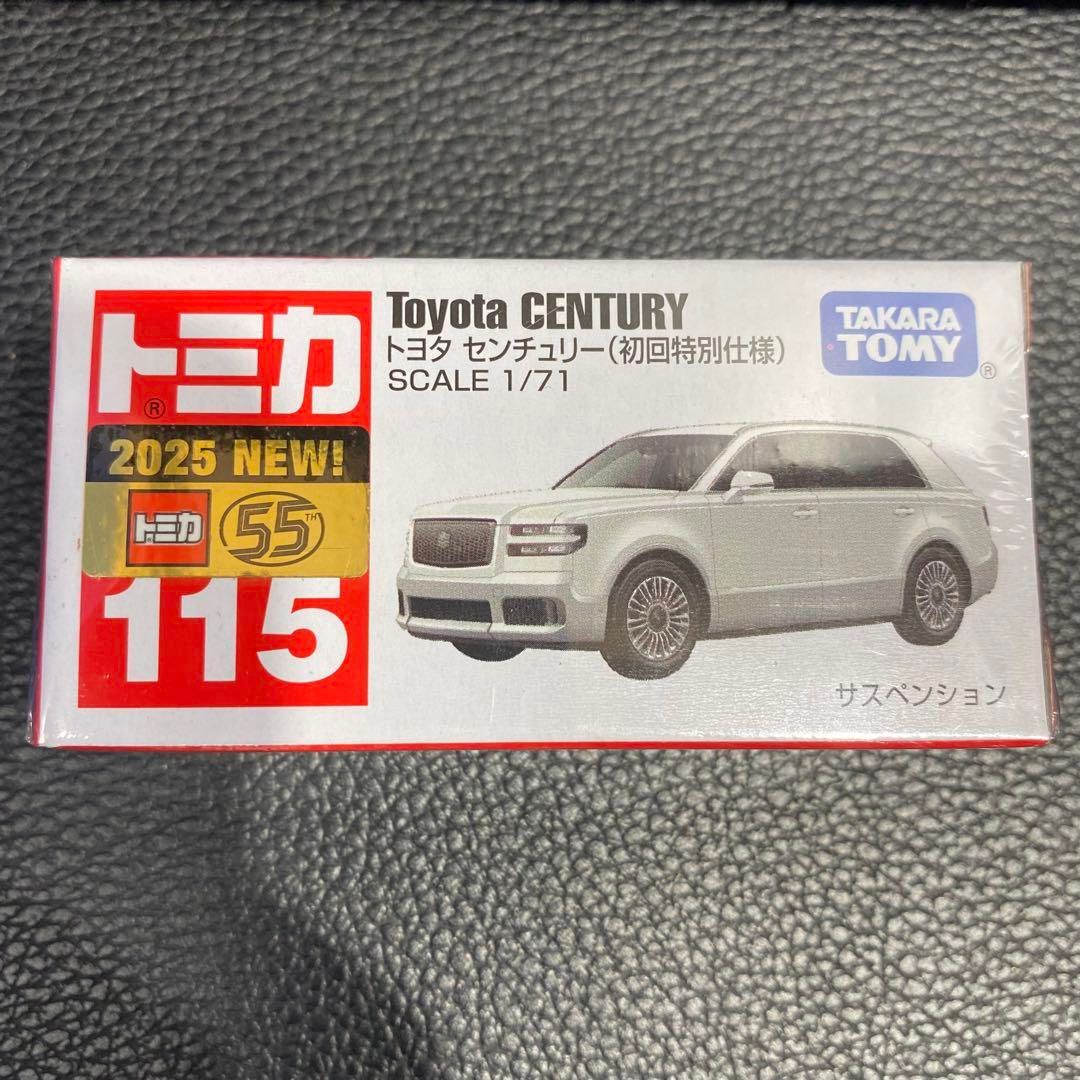 トミカ
®
2025 NEW!
トミカ
®
55TH
115
Toyota CENTURY
トヨタ センチュリー(初回特別仕様)
SCALE 1/71
TAKARA
TOMY
®
サスペンション